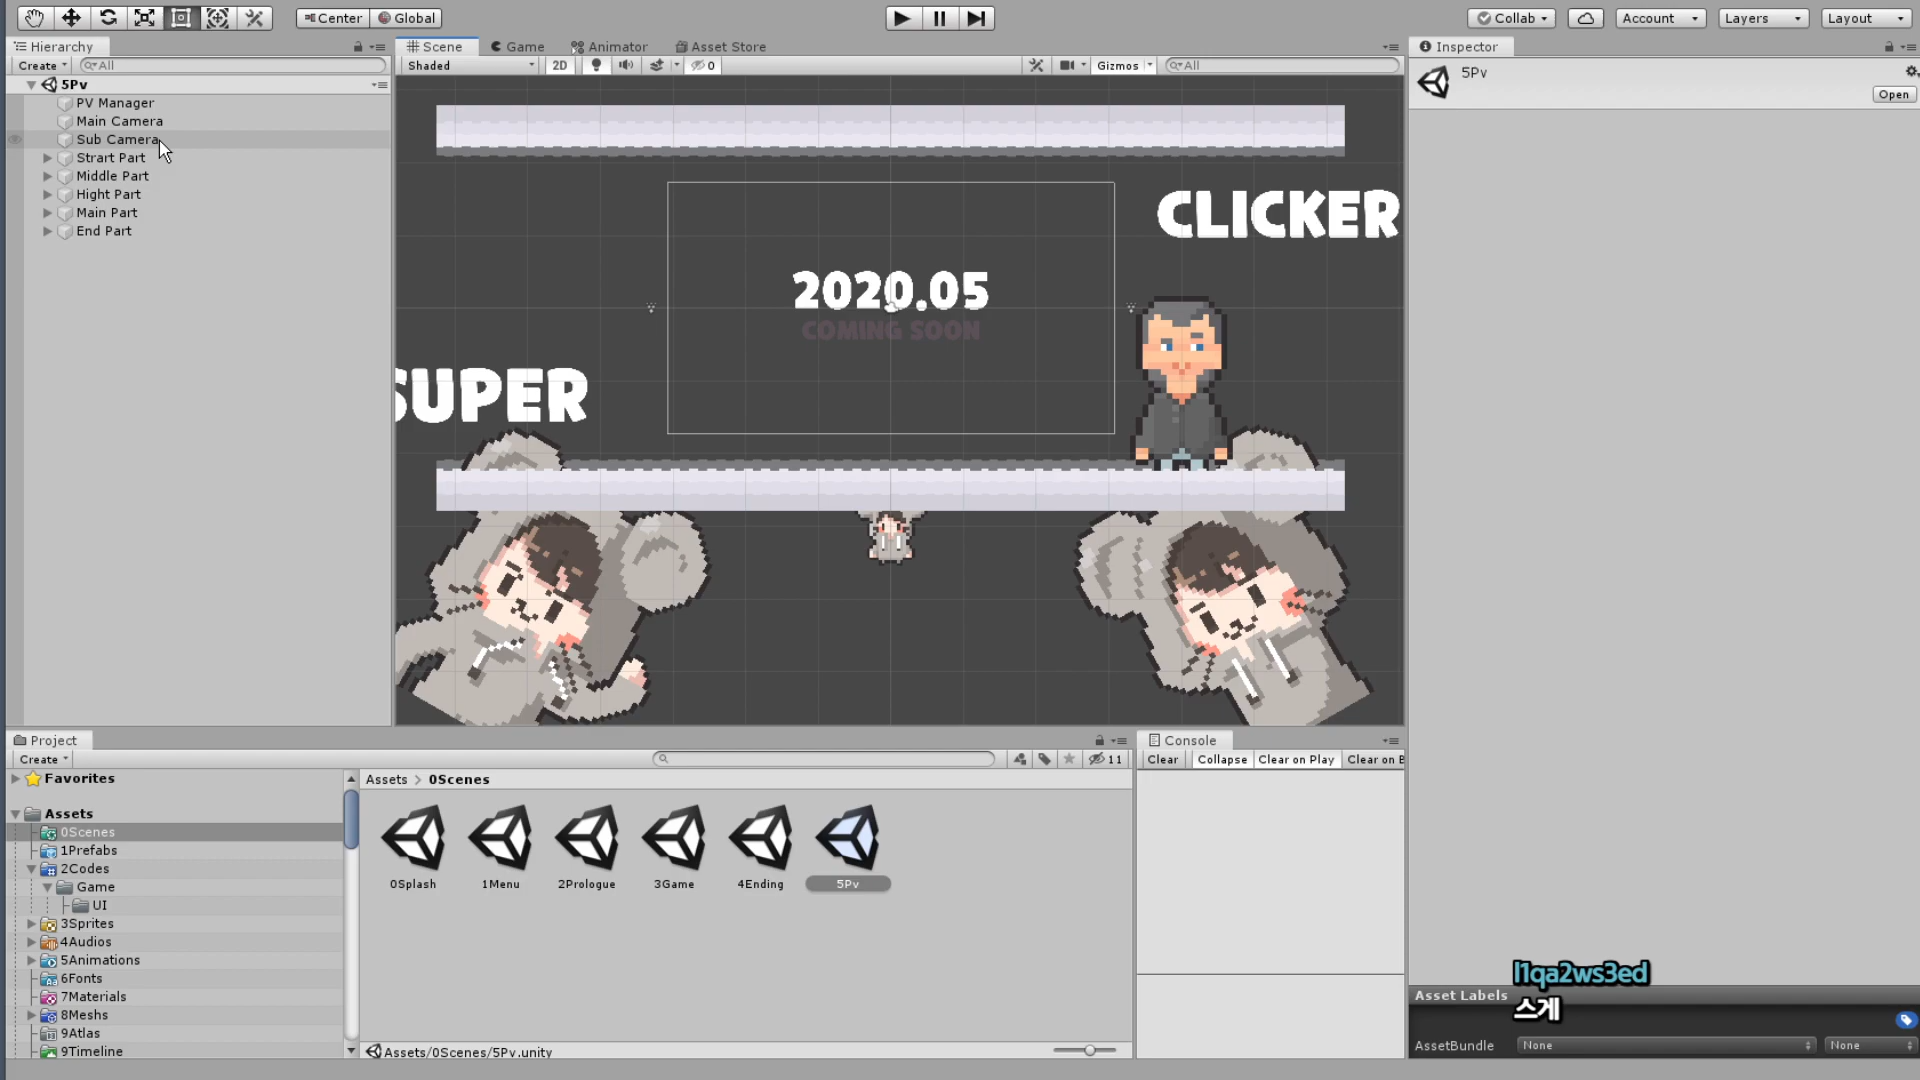 Center
Global
Collab
Account
Layers
Layout
Hierarchy
Create
All
5Pv
PV Manager
Main Camera
Sub Camera
Strart Part
Middle Part
Hight Part
Main Part
End Part
Scene
Game
Animator
Asset Store
Shaded
2D
0
Gizmos
All
CLICKER
2020.05
COMING SOON
SUPER
Inspector
5Pv
Open
Project
Create
11
Favorites
Assets
0Scenes
1Prefabs
2Codes
Game
UI
3Sprites
4Audios
5Animations
6Fonts
7Materials
8Meshs
9Atlas
9Timeline
Assets > 0Scenes
0Splash
1Menu
2Prologue
3Game
4Ending
5Pv
Assets/0Scenes/5Pv.unity
Console
Clear
Collapse
Clear on Play
Clear on B
l1qa2ws3ed
스게
Asset Labels
AssetBundle
None
None